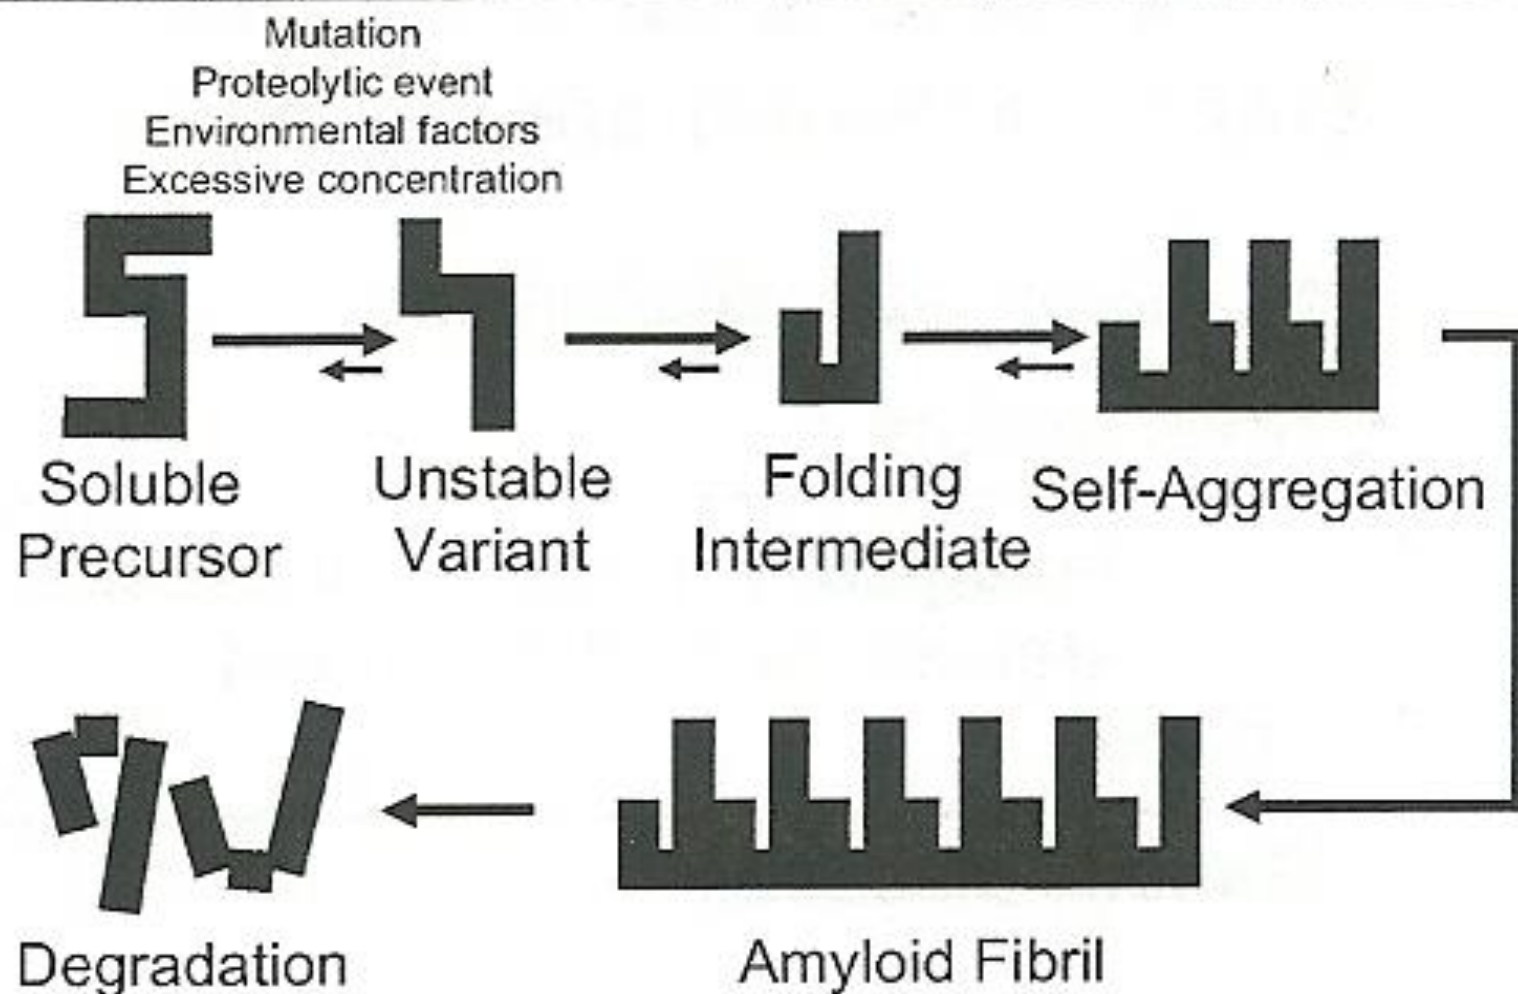 Mutation
Proteolytic event
Environmental factors
Excessive concentration
Soluble
Precursor
Unstable
Variant
Folding
Intermediate
Self-Aggregation
Degradation
Amyloid Fibril